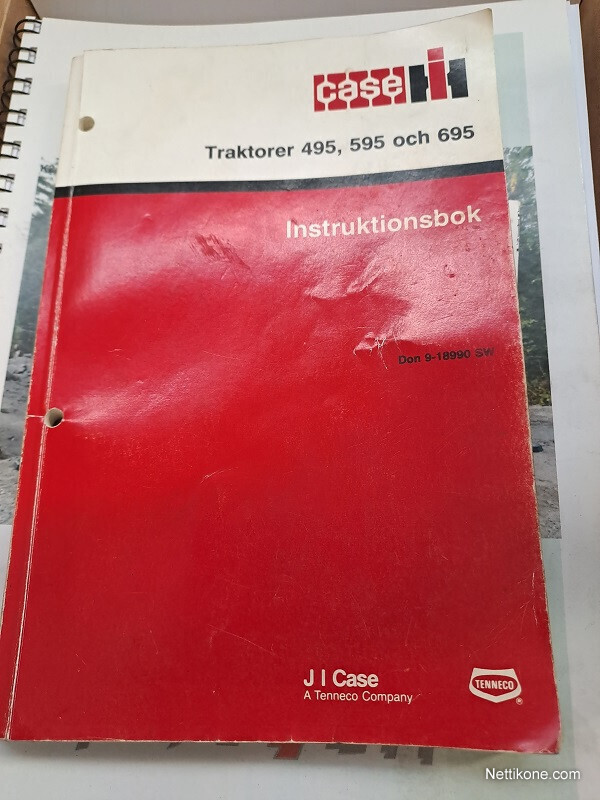 case IH
Traktorer 495, 595 och 695
Instruktionsbok
Don 9-18990 SW
J I Case
A Tenneco Company
TENNECO
®
Nettikone.com